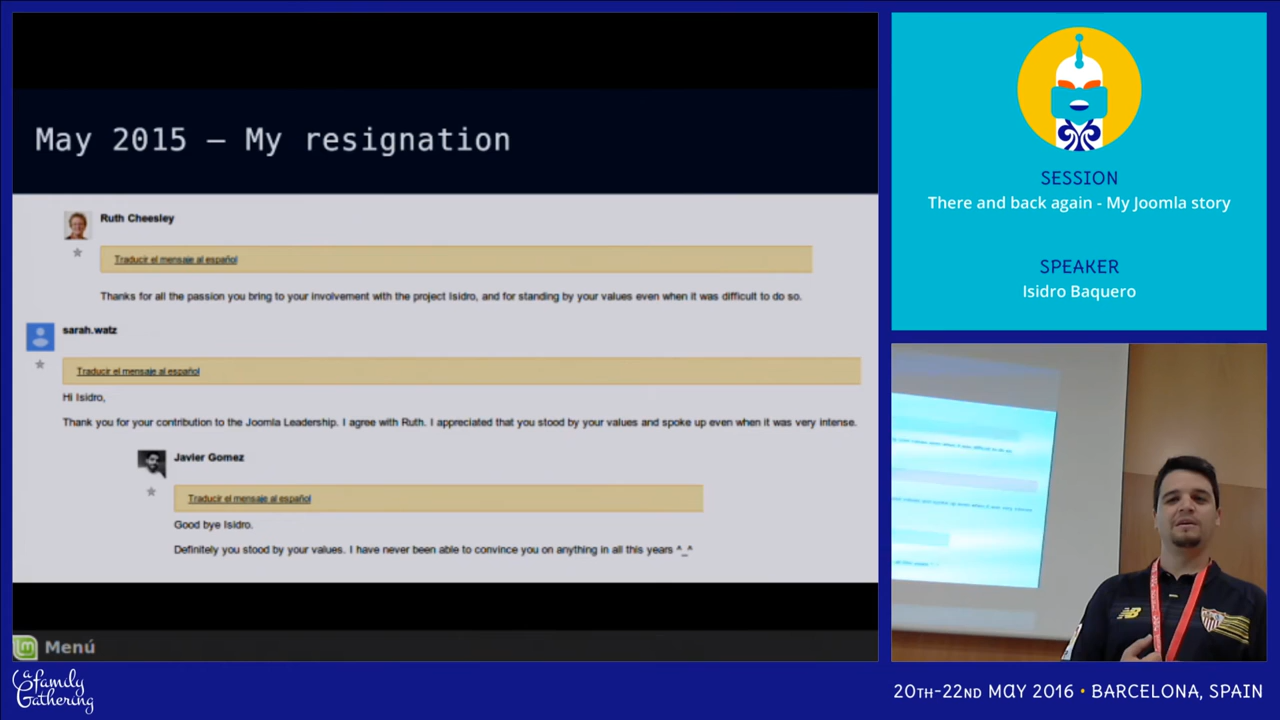 May 2015 – My resignation
Ruth Cheesley
Traducir el mensaje al español
Thanks for all the passion you bring to your involvement with the project Isidro, and for standing by your values even when it was difficult to do so.
sarah.watz
Traducir el mensaje al español
Hi Isidro,
Thank you for your contribution to the Joomla Leadership. I agree with Ruth. I appreciated that you stood by your values and spoke up even when it was very intense.
Javier Gomez
Traducir el mensaje al español
Good bye Isidro.
Definitely you stood by your values. I have never been able to convince you on anything in all this years ^_^
Menú
a family
Gathering
SESSION
There and back again - My Joomla story
SPEAKER
Isidro Baquero
NB
20TH-22ND MAY 2016 • BARCELONA, SPAIN